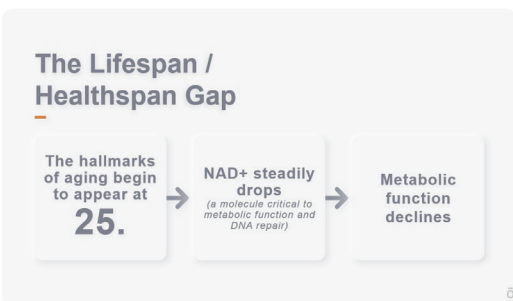 The Lifespan /
Healthspan Gap
The hallmarks
of aging begin
to appear at
25.
NAD+ steadily
drops
(a molecule critical to
metabolic function and
DNA repair)
Metabolic
function
declines